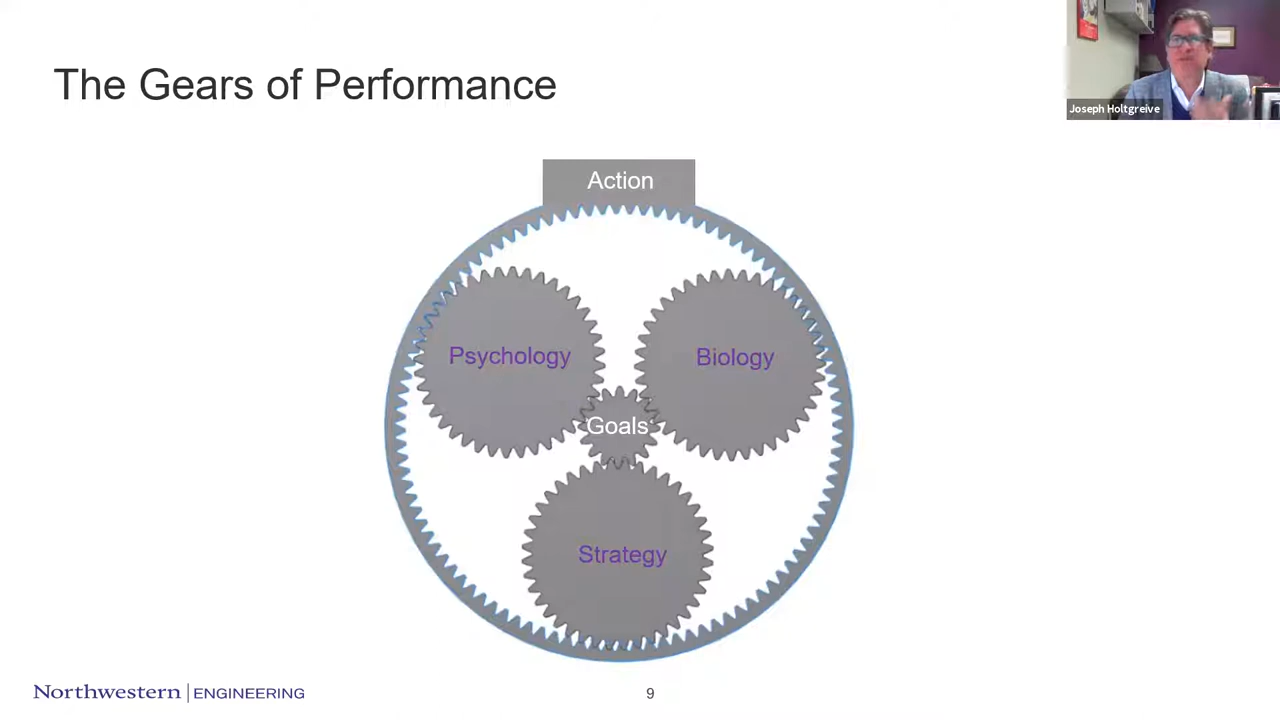 The Gears of Performance
Joseph Holtgreive
Action
Psychology
Biology
Goals
Strategy
Northwestern | ENGINEERING
9